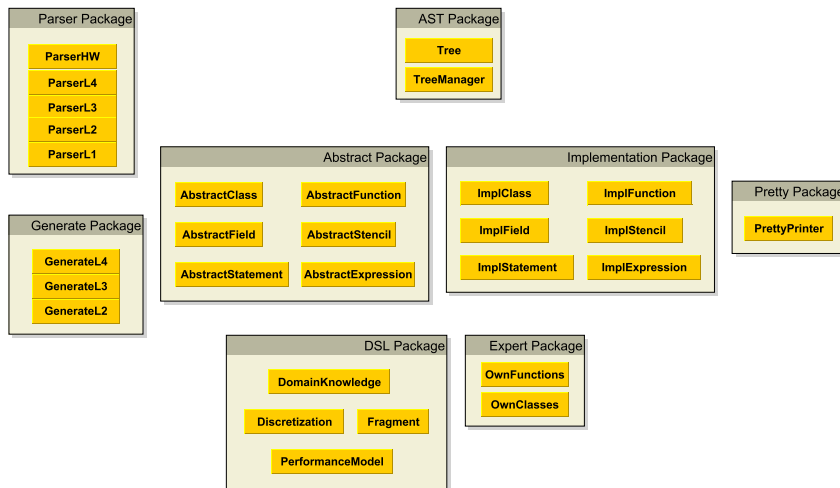 Parser Package
ParserHW
ParserL4
ParserL3
ParserL2
ParserL1
AST Package
Tree
TreeManager
Abstract Package
AbstractClass
AbstractFunction
AbstractField
AbstractStencil
AbstractStatement
AbstractExpression
Implementation Package
ImplClass
ImplFunction
ImplField
ImplStencil
ImplStatement
ImplExpression
Pretty Package
PrettyPrinter
Generate Package
GenerateL4
GenerateL3
GenerateL2
DSL Package
DomainKnowledge
Discretization
Fragment
PerformanceModel
Expert Package
OwnFunctions
OwnClasses